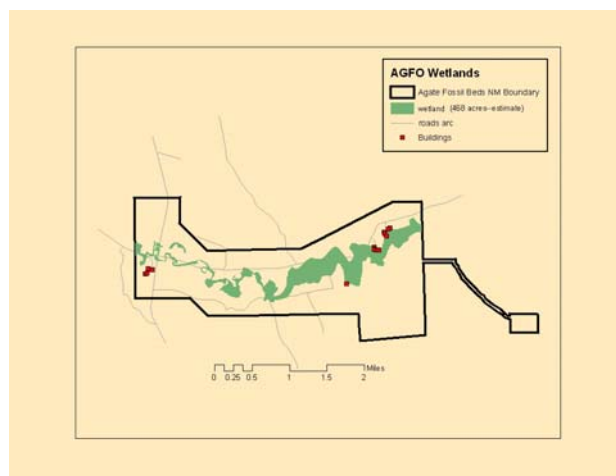 AGFO Wetlands
Agate Fossil Beds NM Boundary
wetland (468 acres-estimate)
roads arc
Buildings
Miles
0 0.25 0.5 1 1.5 2